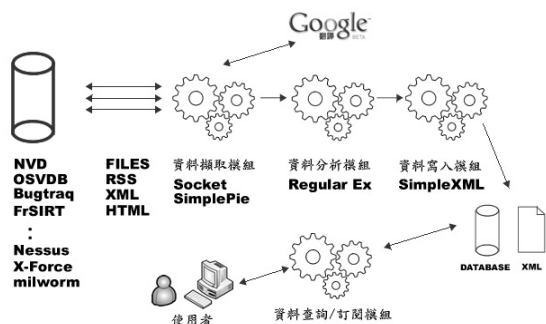 Google
翻譯
BETA
NVD
OSVDB
Bugtraq
FrSIRT
:
Nessus
X-Force
milworm
FILES
RSS
XML
HTML
資料擷取模組
Socket
SimplePie
資料分析模組
Regular Ex
資料寫入模組
SimpleXML
DATABASE
XML
使用者
資料查詢/訂閱模組